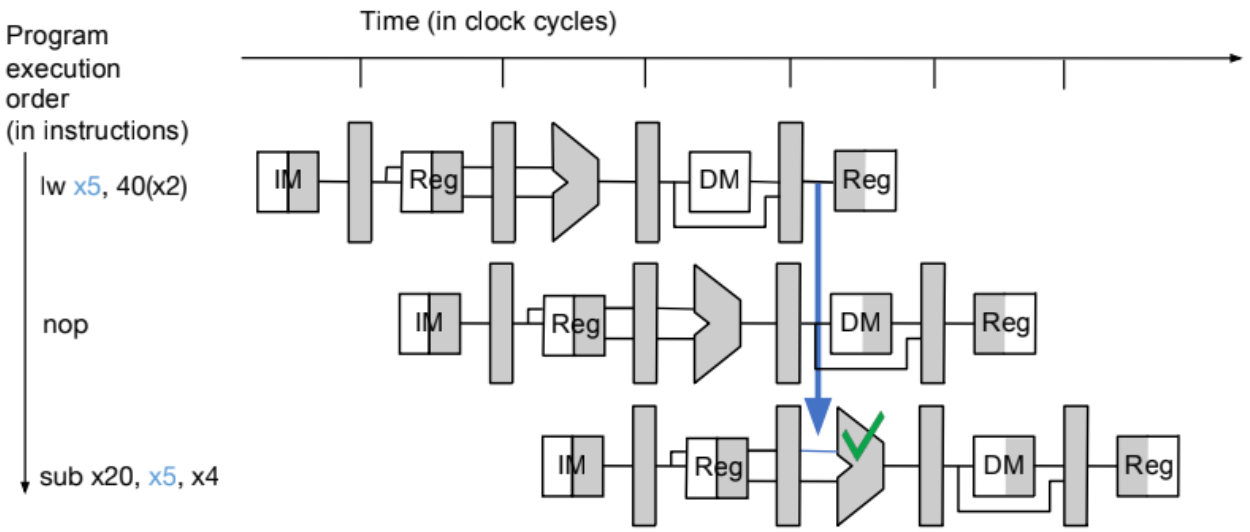 Time (in clock cycles)
Program
execution
order
(in instructions)
lw x5, 40(x2)
IM
Reg
DM
Reg
nop
IM
Reg
DM
Reg
sub x20, x5, x4
IM
Reg
DM
Reg